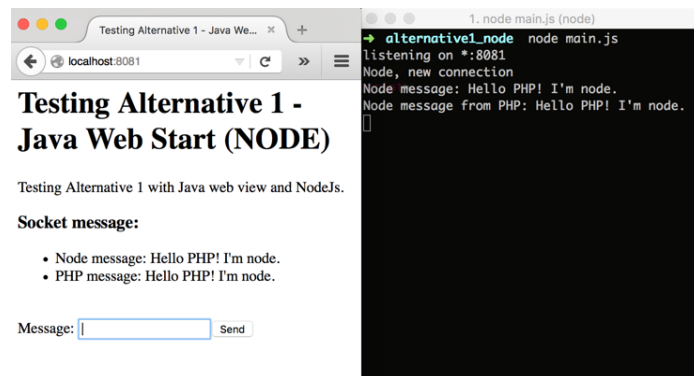 Testing Alternative 1 - Java We...
localhost:8081
Testing Alternative 1 -
Java Web Start (NODE)
Testing Alternative 1 with Java web view and NodeJs.
Socket message:
Node message: Hello PHP! I'm node.
PHP message: Hello PHP! I'm node.
Message:
Send
1. node main.js (node)
alternative1_node node main.js
listening on *:8081
Node, new connection
Node message: Hello PHP! I'm node.
Node message from PHP: Hello PHP! I'm node.